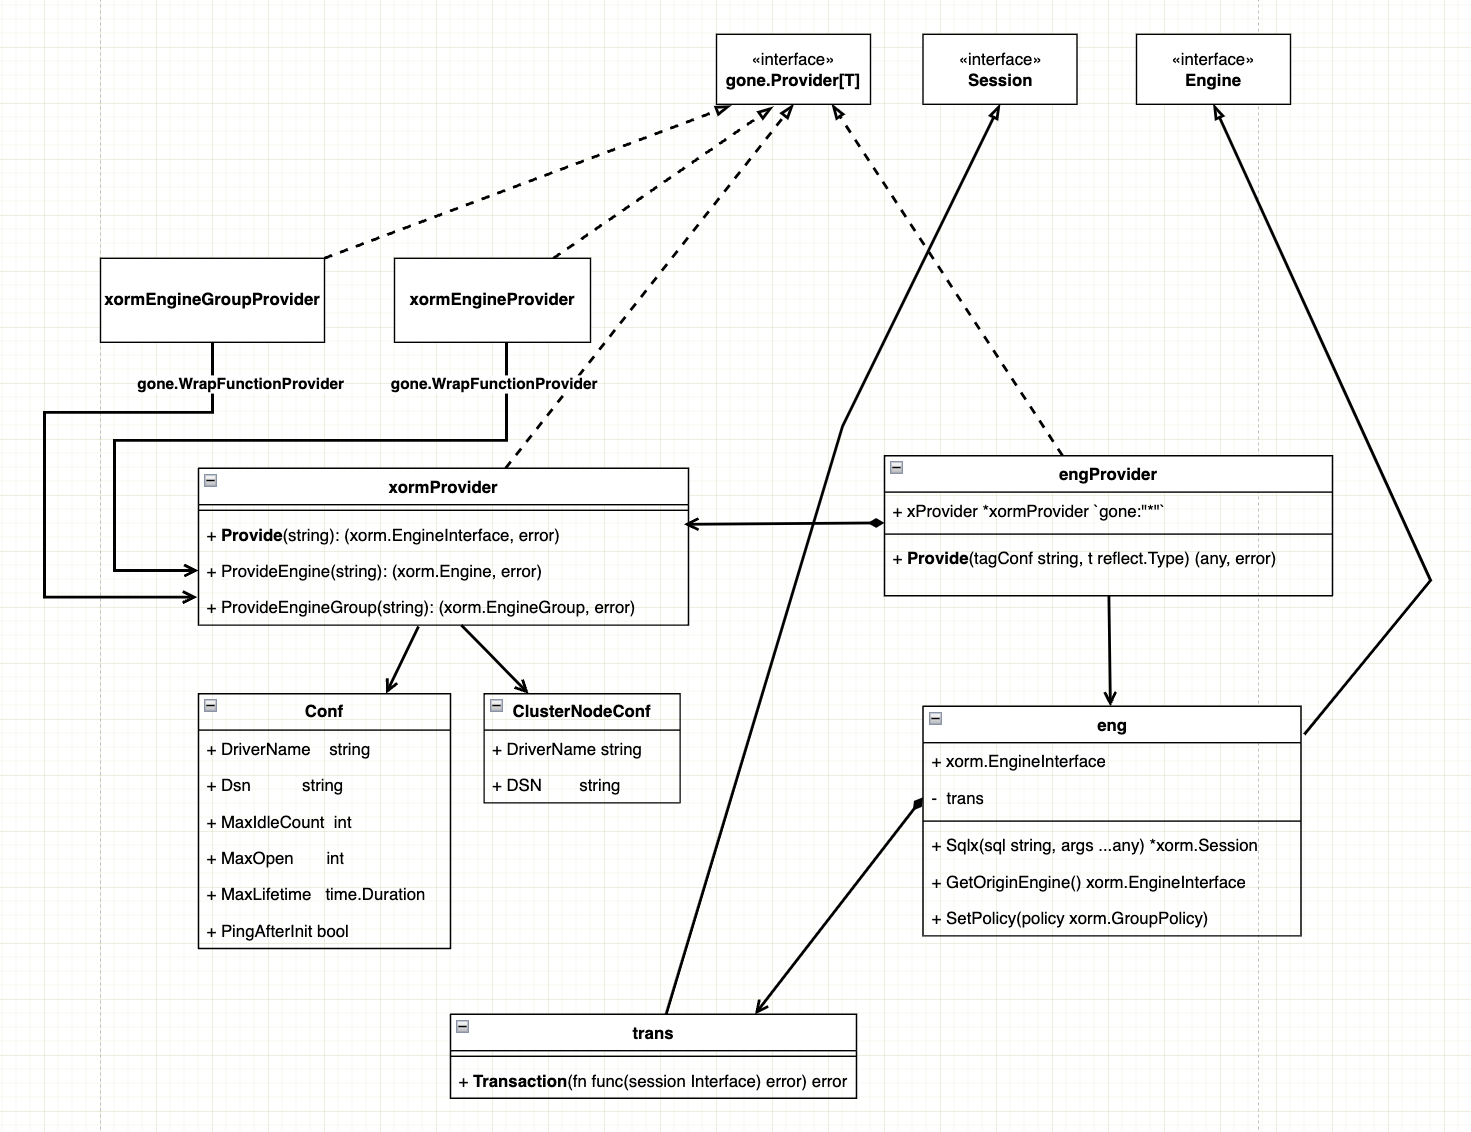 «interface»
gone.Provider[T]
«interface»
Session
«interface»
Engine
xormEngineGroupProvider
xormEngineProvider
gone.WrapFunctionProvider
gone.WrapFunctionProvider
xormProvider
+ Provide(string): (xorm.EngineInterface, error)
+ ProvideEngine(string): (xorm.Engine, error)
+ ProvideEngineGroup(string): (xorm.EngineGroup, error)
engProvider
+ xProvider *xormProvider `gone:"*"`
+ Provide(tagConf string, t reflect.Type) (any, error)
Conf
+ DriverName string
+ Dsn string
+ MaxIdleCount int
+ MaxOpen int
+ MaxLifetime time.Duration
+ PingAfterInit bool
ClusterNodeConf
+ DriverName string
+ DSN string
eng
+ xorm.EngineInterface
- trans
+ Sqlx(sql string, args ...any) *xorm.Session
+ GetOriginEngine() xorm.EngineInterface
+ SetPolicy(policy xorm.GroupPolicy)
trans
+ Transaction(fn func(session Interface) error) error